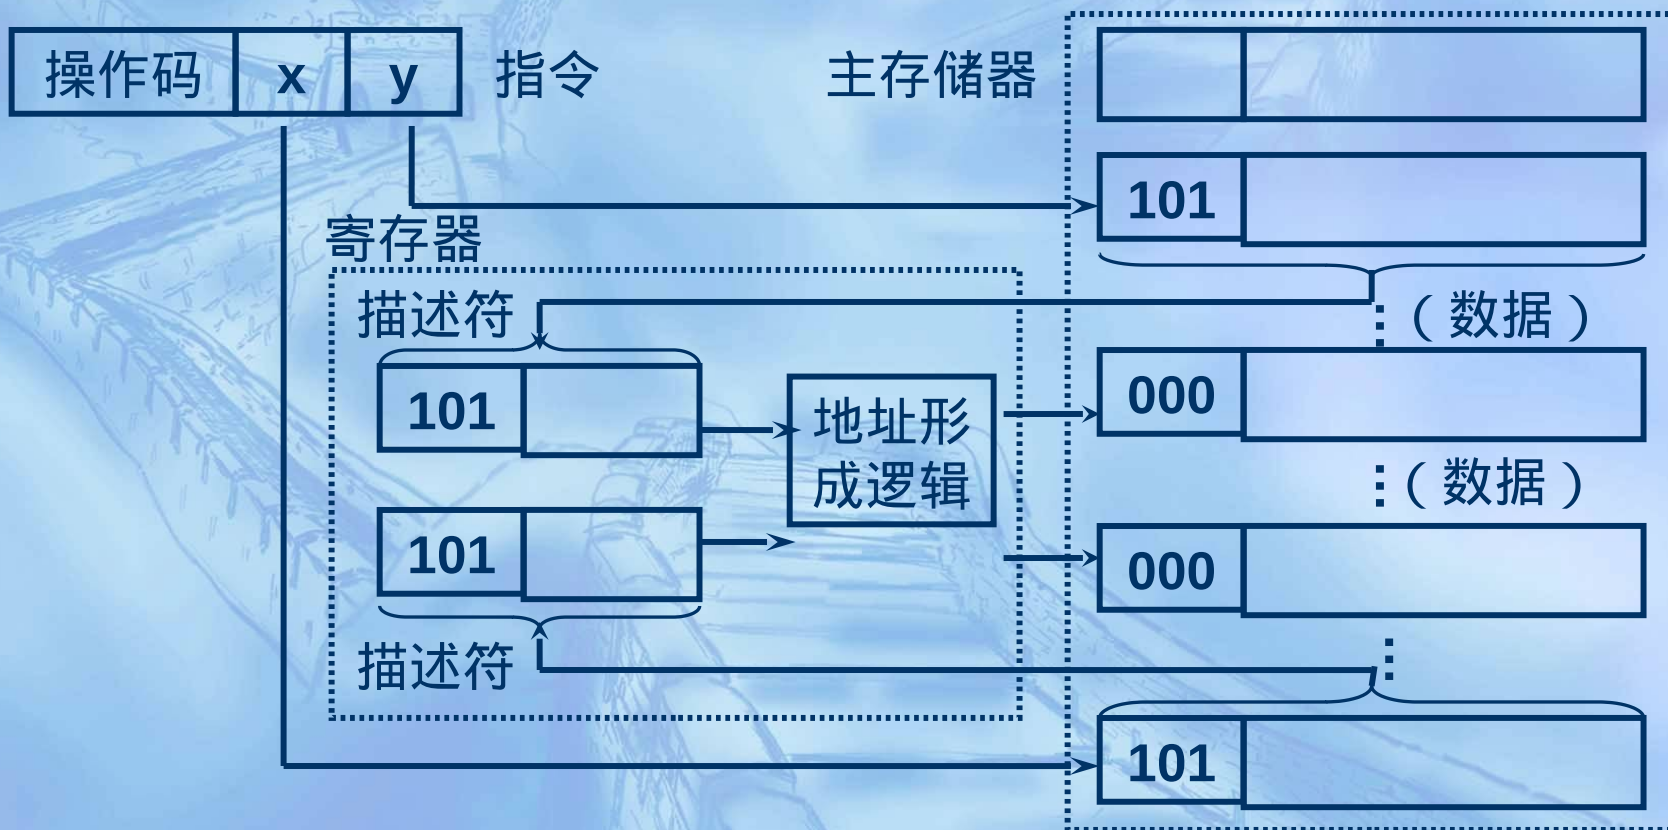 操作码 x y 指令 主存储器
101
寄存器
描述符
（数据）
000
101
地址形
成逻辑
（数据）
101
000
描述符
101